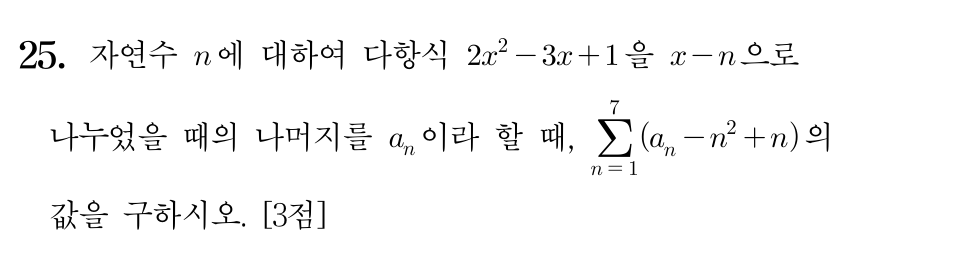 25. 자연수 n에 대하여 다항식 2x²-3x+1을 x-n으로
나누었을 때의 나머지를 aₙ이라 할 때, ∑_{n=1}^{7}(aₙ-n²+n)의
값을 구하시오. [3점]